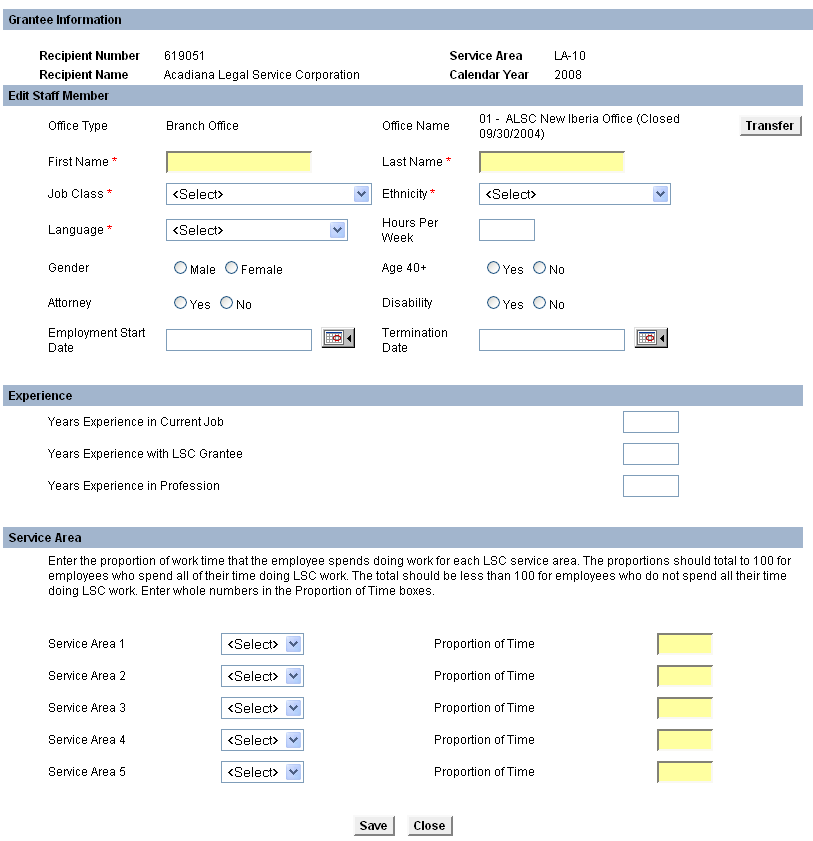 Grantee Information
Recipient Number 619051 Service Area LA-10
Recipient Name Acadiana Legal Service Corporation Calendar Year 2008
Edit Staff Member
Office Type Branch Office Office Name 01 - ALSC New Iberia Office (Closed 09/30/2004) Transfer
First Name * Last Name *
Job Class * <Select> Ethnicity * <Select>
Language * <Select> Hours Per Week
Gender Male Female Age 40+ Yes No
Attorney Yes No Disability Yes No
Employment Start Date Termination Date
Experience
Years Experience in Current Job
Years Experience with LSC Grantee
Years Experience in Profession
Service Area
Enter the proportion of work time that the employee spends doing work for each LSC service area. The proportions should total to 100 for
employees who spend all of their time doing LSC work. The total should be less than 100 for employees who do not spend all their time
doing LSC work. Enter whole numbers in the Proportion of Time boxes.
Service Area 1 <Select> Proportion of Time
Service Area 2 <Select> Proportion of Time
Service Area 3 <Select> Proportion of Time
Service Area 4 <Select> Proportion of Time
Service Area 5 <Select> Proportion of Time
Save Close